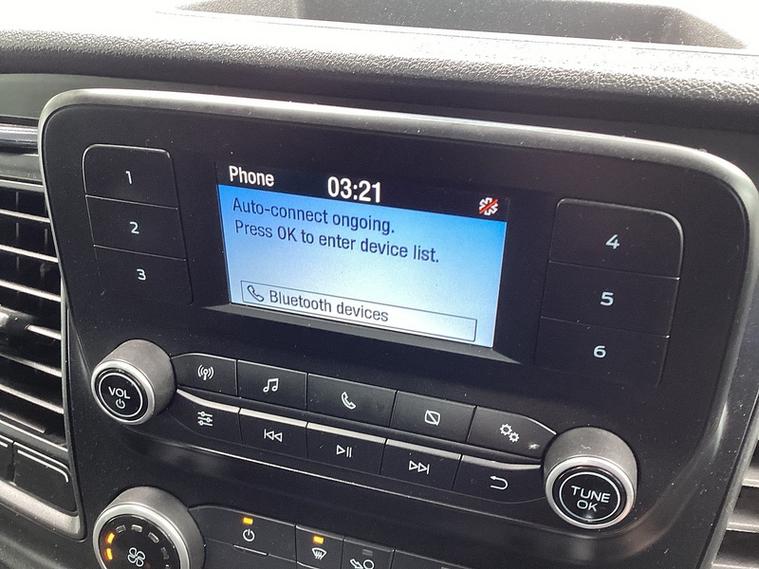 Phone
03:21
Auto-connect ongoing.
Press OK to enter device list.
Bluetooth devices
1
2
3
4
5
6
VOL
TUNE
OK